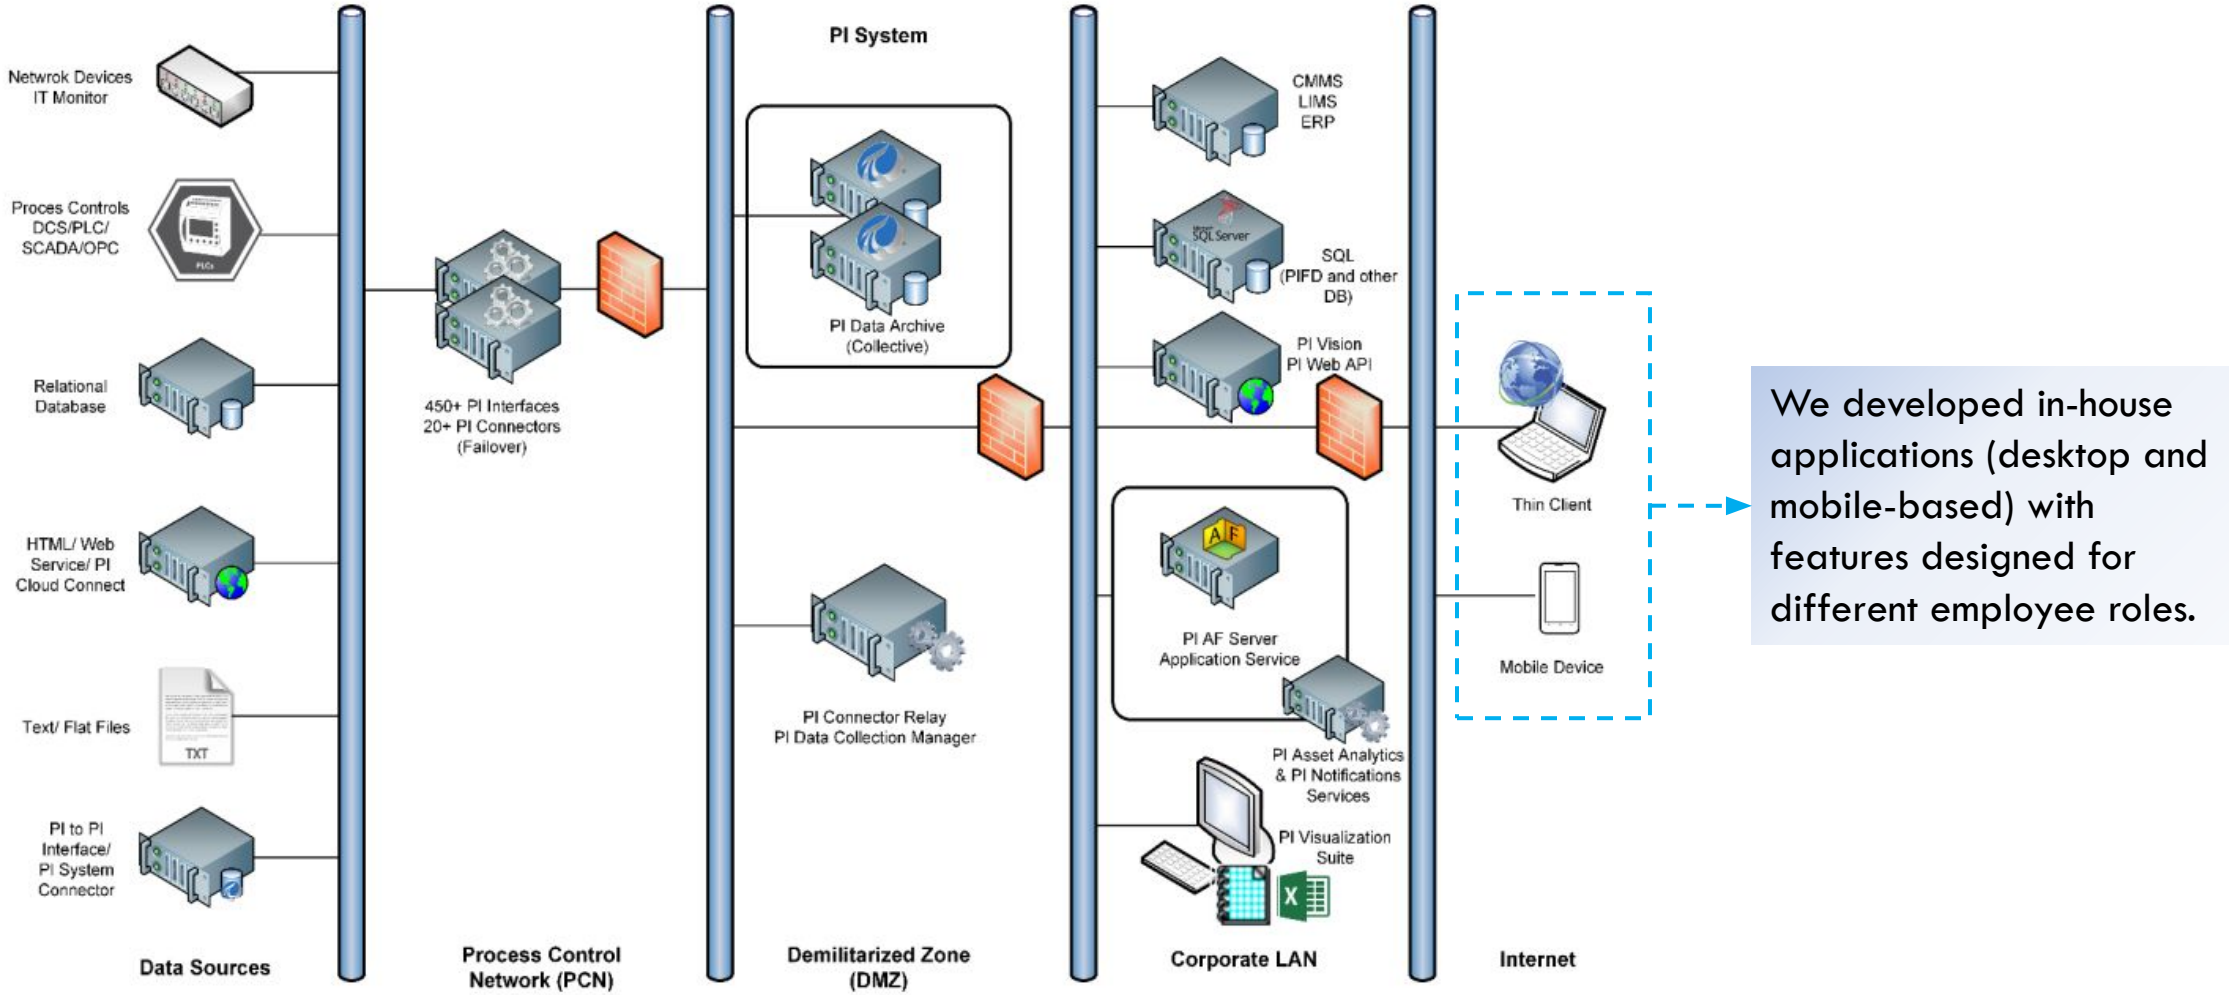 PI System
Netwrok Devices
IT Monitor
Proces Controls
DCS/PLC/
SCADA/OPC
PLCs
Relational
Database
HTML/ Web
Service/ PI
Cloud Connect
Text/ Flat Files
TXT
PI to PI
Interface/
PI System
Connector
Data Sources
450+ PI Interfaces
20+ PI Connectors
(Failover)
Process Control
Network (PCN)
PI Data Archive
(Collective)
PI Connector Relay
PI Data Collection Manager
Demilitarized Zone
(DMZ)
CMMS
LIMS
ERP
SQL Server
SQL
(PIFD and other
DB)
PI Vision
PI Web API
A F
PI AF Server
Application Service
PI Asset Analytics
& PI Notifications
Services
PI Visualization
Suite
X
Corporate LAN
Thin Client
Mobile Device
Internet
We developed in-house
applications (desktop and
mobile-based) with
features designed for
different employee roles.